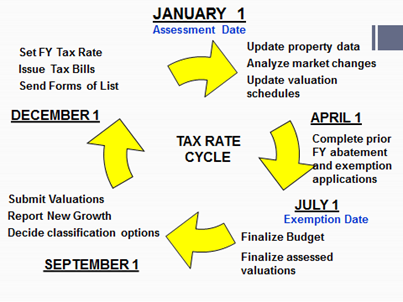 JANUARY 1
Assessment Date
Set FY Tax Rate
Issue Tax Bills
Send Forms of List
Update property data
Analyze market changes
Update valuation
schedules
DECEMBER 1
APRIL 1
TAX RATE
CYCLE
Complete prior
FY abatement
and exemption
applications
Submit Valuations
Report New Growth
Decide classification options
JULY 1
Exemption Date
Finalize Budget
Finalize assessed
valuations
SEPTEMBER 1